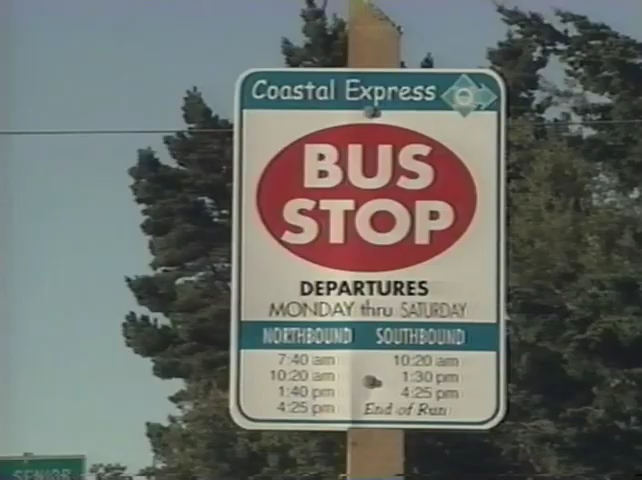 Coastal Express
BUS
STOP
DEPARTURES
MONDAY thru SATURDAY
NORTHBOUND SOUTHBOUND
7:40 am 10:20 am
10:20 am 1:30 pm
1:40 pm 4:25 pm
4:25 pm End of Run
SENIOR